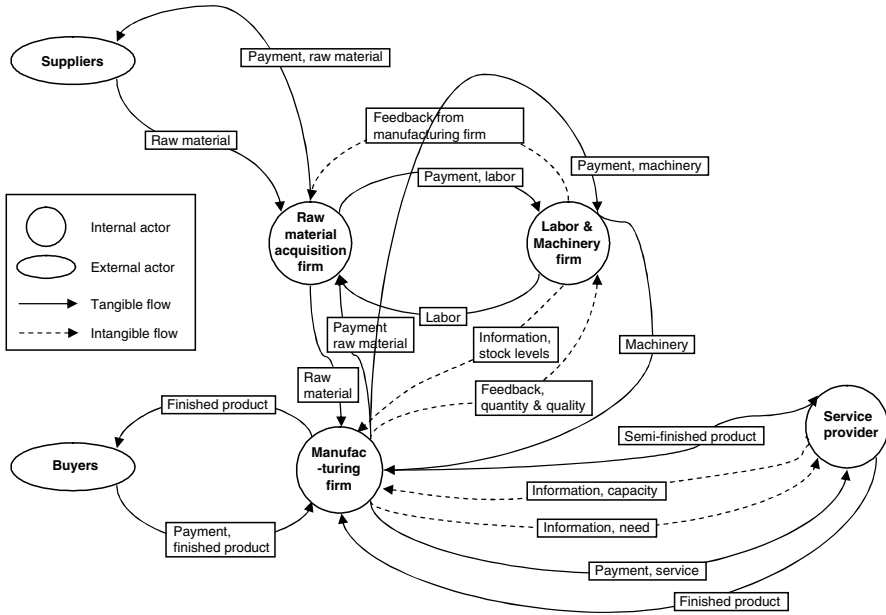 Suppliers
Payment, raw material
Feedback from
manufacturing firm
Raw material
Payment, machinery
Payment, labor
Internal actor
External actor
Tangible flow
Intangible flow
Raw
material
acquisition
firm
Labor &
Machinery
firm
Labor
Payment
raw material
Information,
stock levels
Machinery
Raw
material
Feedback,
quantity & quality
Finished product
Semi-finished product
Service
provider
Buyers
Manufac
-turing
firm
Information, capacity
Information, need
Payment,
finished product
Payment, service
Finished product